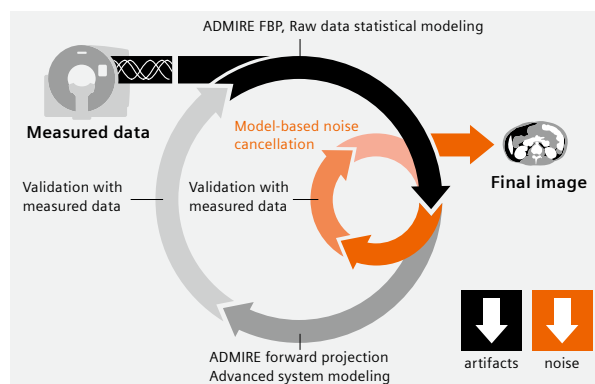 ADMIRE FBP, Raw data statistical modeling
Measured data
Model-based noise
cancellation
Final image
Validation with
measured data
Validation with
measured data
ADMIRE forward projection
Advanced system modeling
artifacts
noise